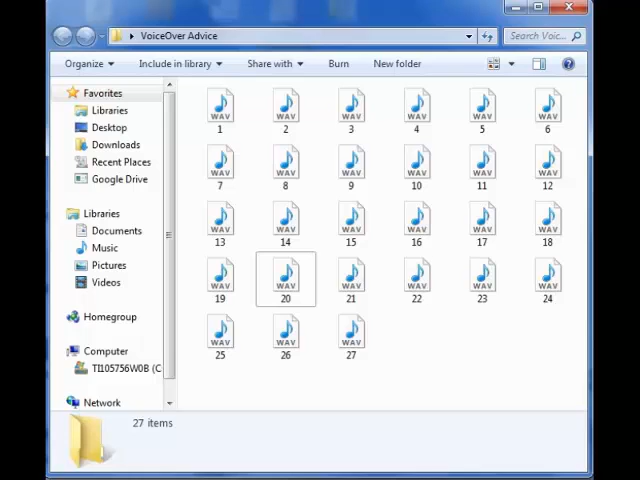 VoiceOver Advice
Search Voic...
Organize
Include in library
Share with
Burn
New folder
Favorites
Libraries
Desktop
Downloads
Recent Places
Google Drive
Libraries
Documents
Music
Pictures
Videos
Homegroup
Computer
TI105756W0B (C
Network
WAV WAV WAV WAV WAV WAV
1 2 3 4 5 6
WAV WAV WAV WAV WAV WAV
7 8 9 10 11 12
WAV WAV WAV WAV WAV WAV
13 14 15 16 17 18
WAV WAV WAV WAV WAV WAV
19 20 21 22 23 24
WAV WAV WAV
25 26 27
27 items